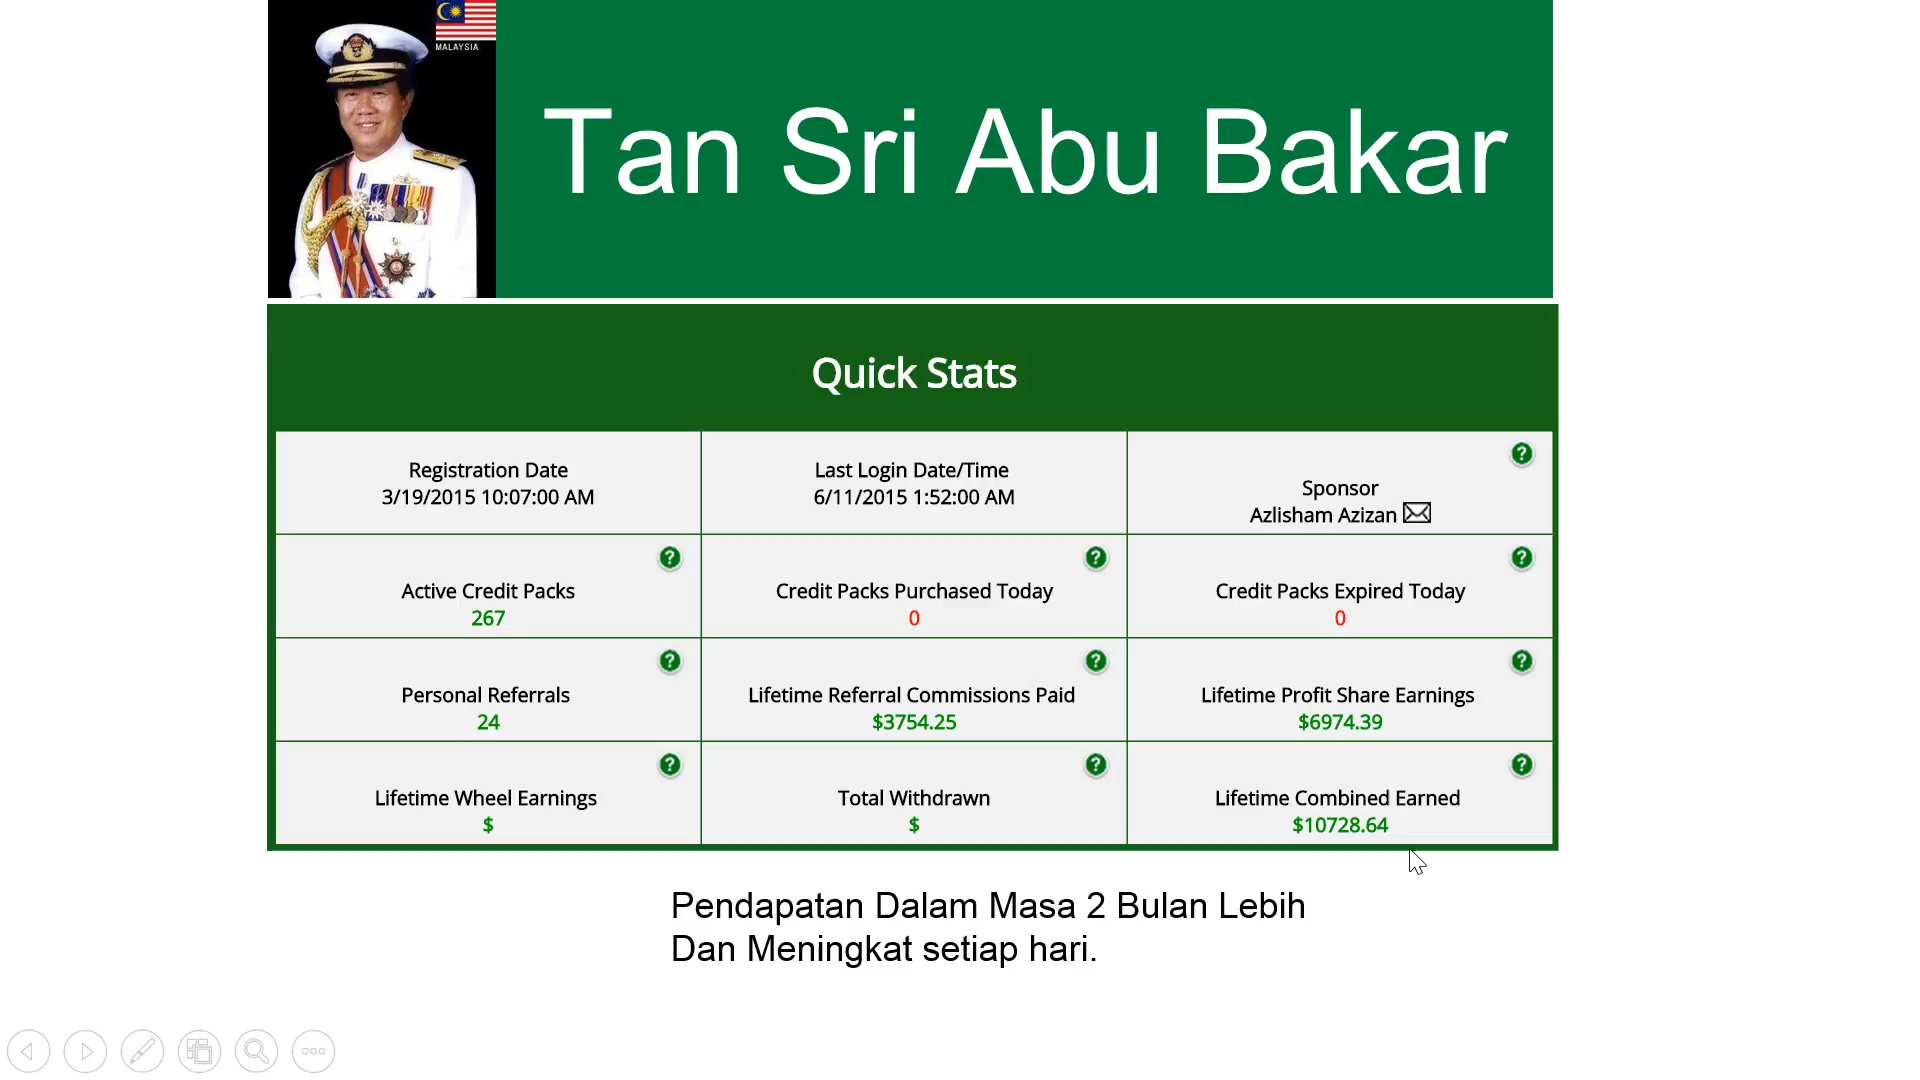 MALAYSIA
Tan Sri Abu Bakar
Quick Stats
Registration Date
3/19/2015 10:07:00 AM
Last Login Date/Time
6/11/2015 1:52:00 AM
Sponsor
Azlisham Azizan
Active Credit Packs
267
Credit Packs Purchased Today
0
Credit Packs Expired Today
0
Personal Referrals
24
Lifetime Referral Commissions Paid
$3754.25
Lifetime Profit Share Earnings
$6974.39
Lifetime Wheel Earnings
$
Total Withdrawn
$
Lifetime Combined Earned
$10728.64
Pendapatan Dalam Masa 2 Bulan Lebih
Dan Meningkat setiap hari.